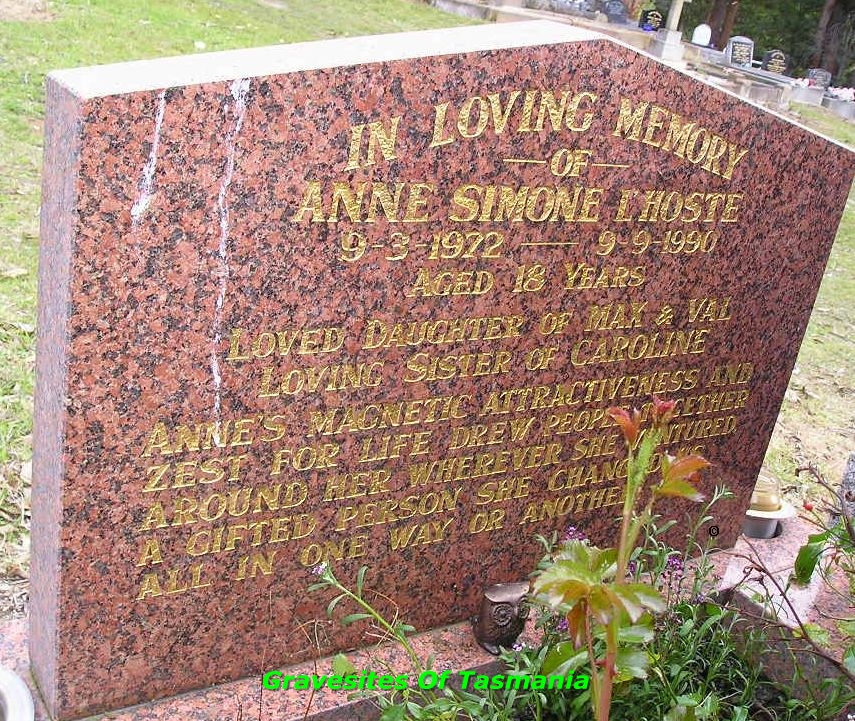 IN LOVING MEMORY
— OF —
ANNE SIMONE L'HOSTE
9-3-1972 — 9-9-1990
AGED 18 YEARS
LOVED DAUGHTER OF MAX & VAL
LOVING SISTER OF CAROLINE
ANNE'S MAGNETIC ATTRACTIVENESS AND
ZEST FOR LIFE DREW PEOPLE TOGETHER
AROUND HER WHEREVER SHE VENTURED.
A GIFTED PERSON SHE CHANGED
ALL IN ONE WAY OR ANOTHER
Gravesites Of Tasmania